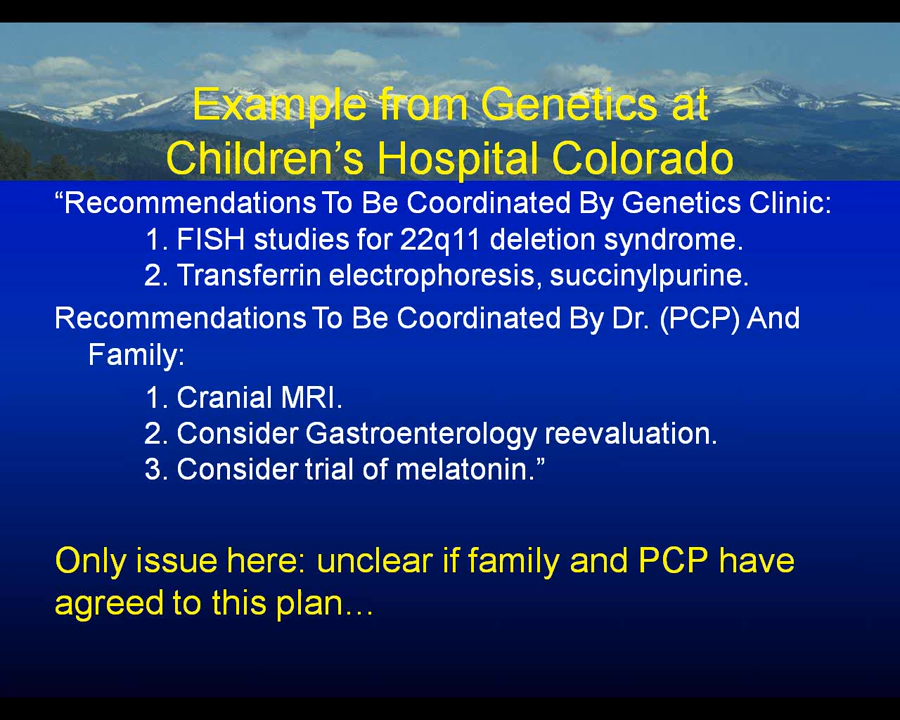 Example from Genetics at
Children’s Hospital Colorado
“Recommendations To Be Coordinated By Genetics Clinic:
1. FISH studies for 22q11 deletion syndrome.
2. Transferrin electrophoresis, succinylpurine.
Recommendations To Be Coordinated By Dr. (PCP) And
Family:
1. Cranial MRI.
2. Consider Gastroenterology reevaluation.
3. Consider trial of melatonin.”
Only issue here: unclear if family and PCP have
agreed to this plan…